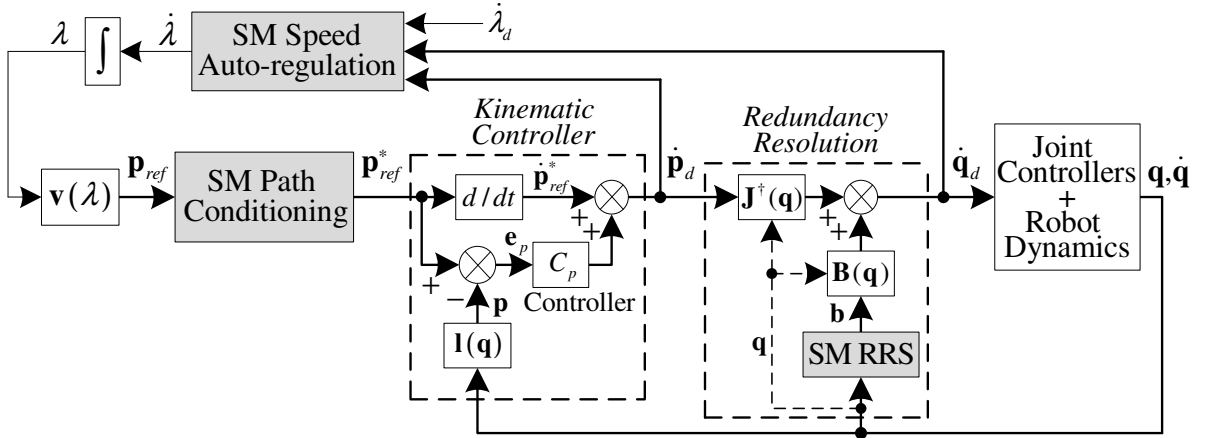 λ
∫
λ̇
SM Speed
Auto-regulation
λ̇_d
Kinematic
Controller
Redundancy
Resolution
v(λ)
p_ref
SM Path
Conditioning
p*_ref
d/dt
ṗ*_ref
+
+
ṗ_d
J†(q)
+
+
q̇_d
Joint
Controllers
+
Robot
Dynamics
q,q̇
+
−
e_p
C_p
Controller
p
l(q)
B(q)
b
q
SM RRS